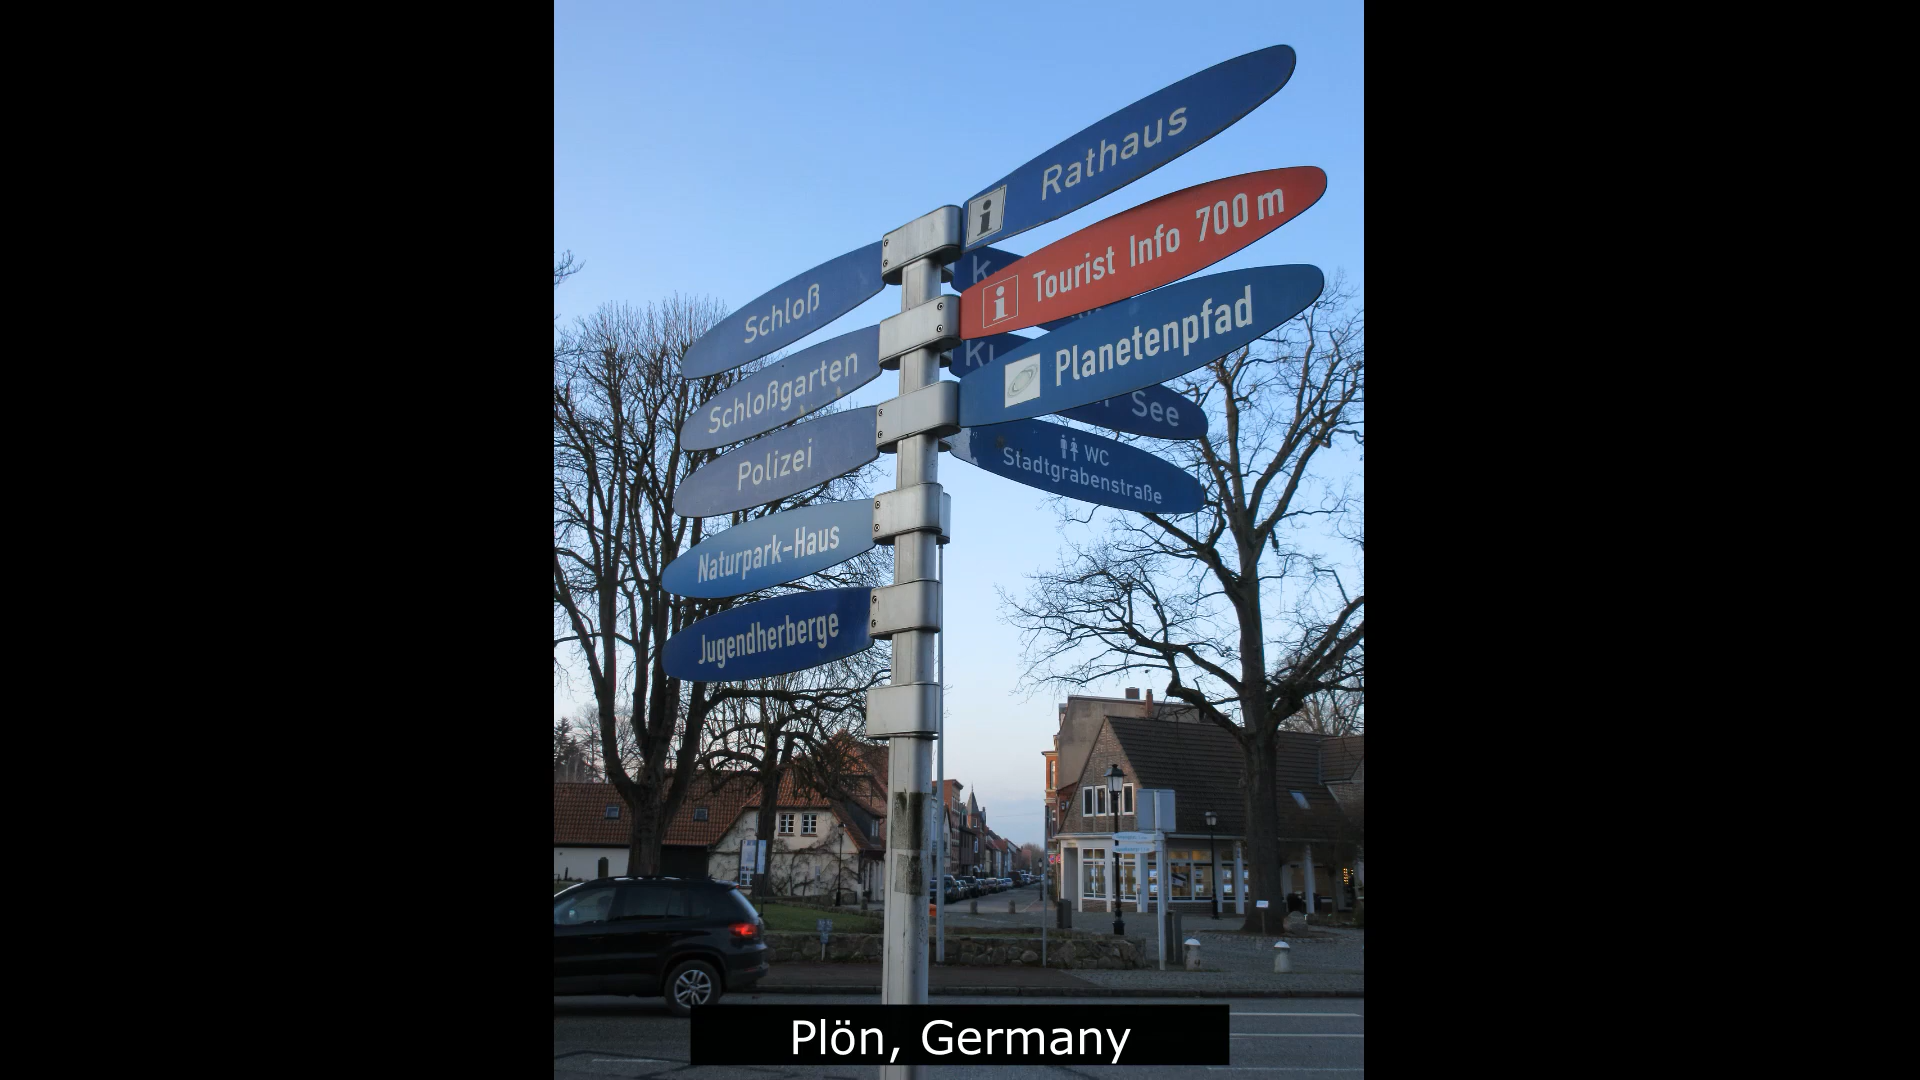 Rathaus
Tourist Info 700 m
Planetenpfad
Schloß
Schloßgarten
Polizei
Naturpark-Haus
Jugendherberge
See
WC
Stadtgrabenstraße
Plön, Germany